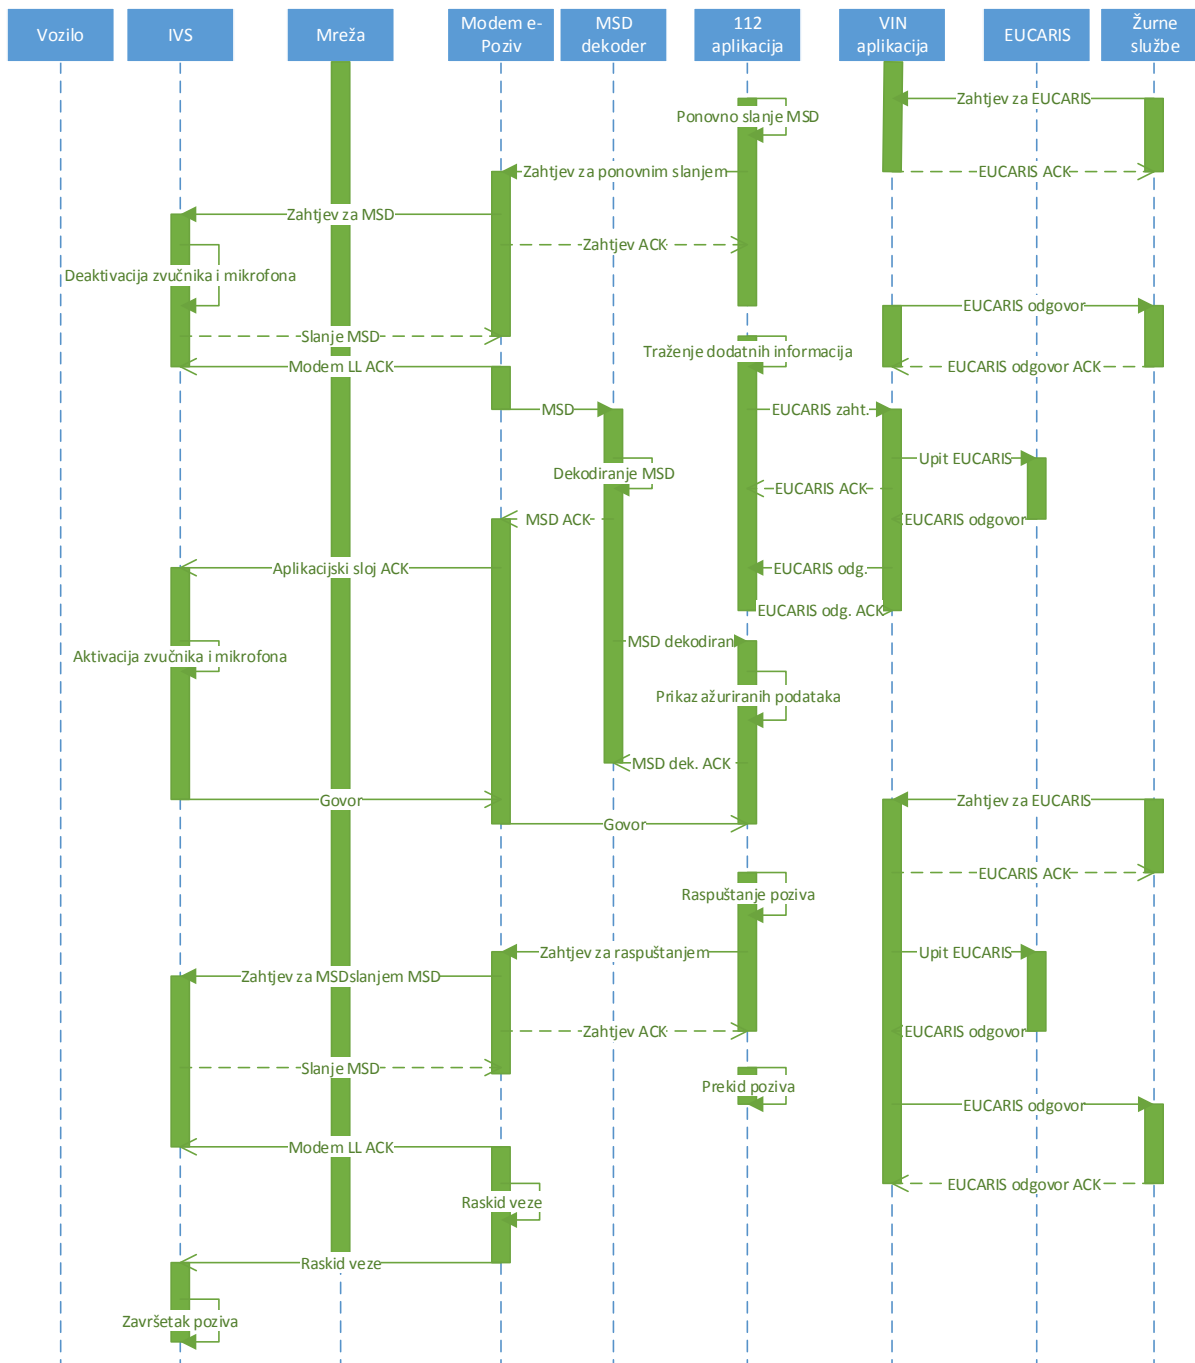 Vozilo
IVS
Mreža
Modem e-
Poziv
MSD
dekoder
112
aplikacija
VIN
aplikacija
EUCARIS
Žurne
službe
Zahtjev za EUCARIS
Ponovno slanje MSD
Zahtjev za ponovnim slanjem
EUCARIS ACK
Zahtjev za MSD
Zahtjev ACK
Deaktivacija zvučnika i mikrofona
EUCARIS odgovor
Slanje MSD
Traženje dodatnih informacija
Modem LL ACK
EUCARIS odgovor ACK
MSD
EUCARIS zaht.
Upit EUCARIS
Dekodiranje MSD
EUCARIS ACK
MSD ACK
EUCARIS odgovor
Aplikacijski sloj ACK
EUCARIS odg.
EUCARIS odg. ACK
MSD dekodiran
Aktivacija zvučnika i mikrofona
Prikaz ažuriranih podataka
MSD dek. ACK
Govor
Zahtjev za EUCARIS
Govor
EUCARIS ACK
Raspuštanje poziva
Zahtjev za raspuštanjem
Upit EUCARIS
Zahtjev za MSDslanjem MSD
Zahtjev ACK
EUCARIS odgovor
Slanje MSD
Prekid poziva
EUCARIS odgovor
Modem LL ACK
EUCARIS odgovor ACK
Raskid veze
Raskid veze
Završetak poziva